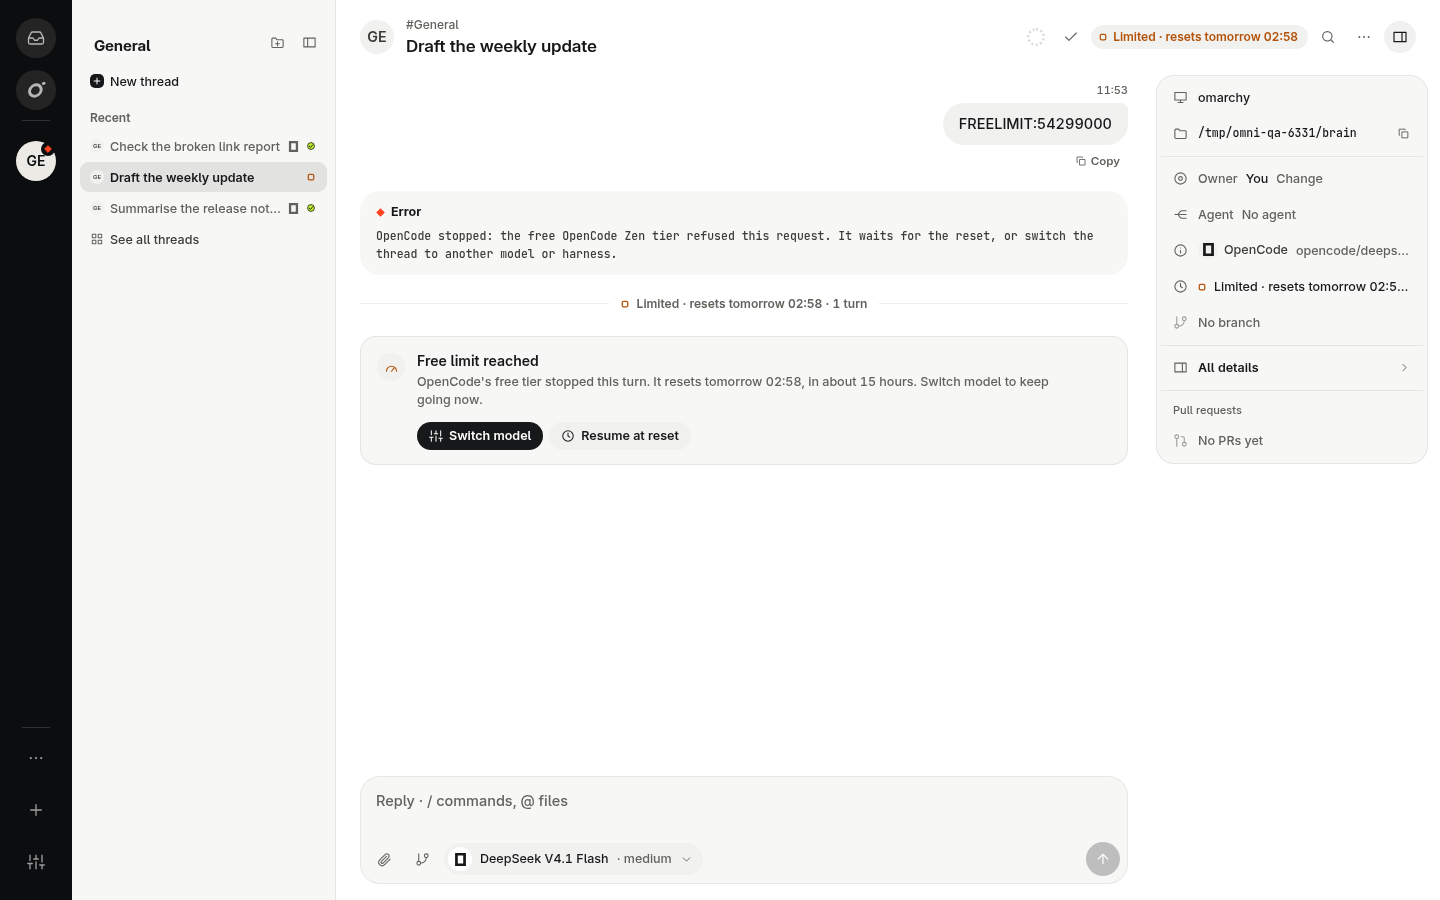 General
New thread
Recent
GE Check the broken link report
GE Draft the weekly update
GE Summarise the release not...
See all threads
GE
GE
#General
Draft the weekly update
Limited · resets tomorrow 02:58
11:53
FREELIMIT:54299000
Copy
Error
OpenCode stopped: the free OpenCode Zen tier refused this request. It waits for the reset, or switch the
thread to another model or harness.
Limited · resets tomorrow 02:58 · 1 turn
Free limit reached
OpenCode's free tier stopped this turn. It resets tomorrow 02:58, in about 15 hours. Switch model to keep
going now.
Switch model
Resume at reset
Reply · / commands, @ files
DeepSeek V4.1 Flash · medium
omarchy
/tmp/omni-qa-6331/brain
Owner You Change
Agent No agent
OpenCode opencode/deeps...
Limited · resets tomorrow 02:5...
No branch
All details
Pull requests
No PRs yet